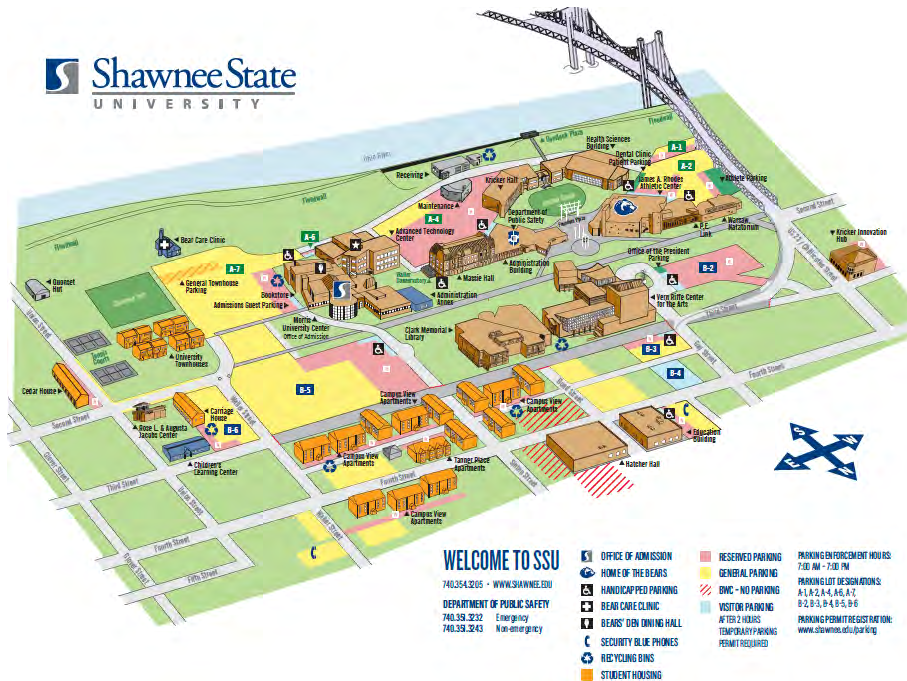 Shawnee State
UNIVERSITY
Ohio River
Floodwall
Floodwall
Floodwall
Receiving
Health Sciences
Building
Dental Clinic
Patient Parking
A-1
A-2
James A. Rhodes
Athletic Center
Athlete Parking
Kricker Hall
Maintenance
A-4
Advanced Technology
Center
Department of
Public Safety
P.E.
Link
Warsaw
Natatorium
Second Street
Kricker Innovation
Hub
Bear Care Clinic
A-6
A-7
General Townhouse
Parking
Quonset
Hut
Bookstore
Admissions Guest Parking
Morris
University Center
Office of Admission
Massie Hall
Administration
Building
Administration
Annex
Office of the President
Parking
B-2
Vern Riffe Center
for the Arts
Clark Memorial
Library
University
Townhouses
B-3
B-4
Fourth Street
Cedar House
Second Street
B-5
Campus View
Apartments
Campus View
Apartments
Carriage
House
Rose L. & Augusta
Jacobs Center
B-6
Children's
Learning Center
Campus View
Apartments
Tanner Place
Apartments
Education
Building
Hatcher Hall
Third Street
Fourth Street
Campus View
Apartments
Fourth Street
Fifth Street
WELCOME TO SSU
740.354.3205 • WWW.SHAWNEE.EDU
DEPARTMENT OF PUBLIC SAFETY
740.351.3232 Emergency
740.351.3243 Non-emergency
OFFICE OF ADMISSION
HOME OF THE BEARS
HANDICAPPED PARKING
BEAR CARE CLINIC
BEARS' DEN DINING HALL
SECURITY BLUE PHONES
RECYCLING BINS
STUDENT HOUSING
RESERVED PARKING
GENERAL PARKING
BWC - NO PARKING
VISITOR PARKING
AFTER 2 HOURS
TEMPORARY PARKING
PERMIT REQUIRED
PARKING ENFORCEMENT HOURS:
7:00 AM - 7:00 PM
PARKING LOT DESIGNATIONS:
A-1, A-2, A-4, A-6, A-7,
B-2, B-3, B-4, B-5, B-6
PARKING PERMIT REGISTRATION:
www.shawnee.edu/parking